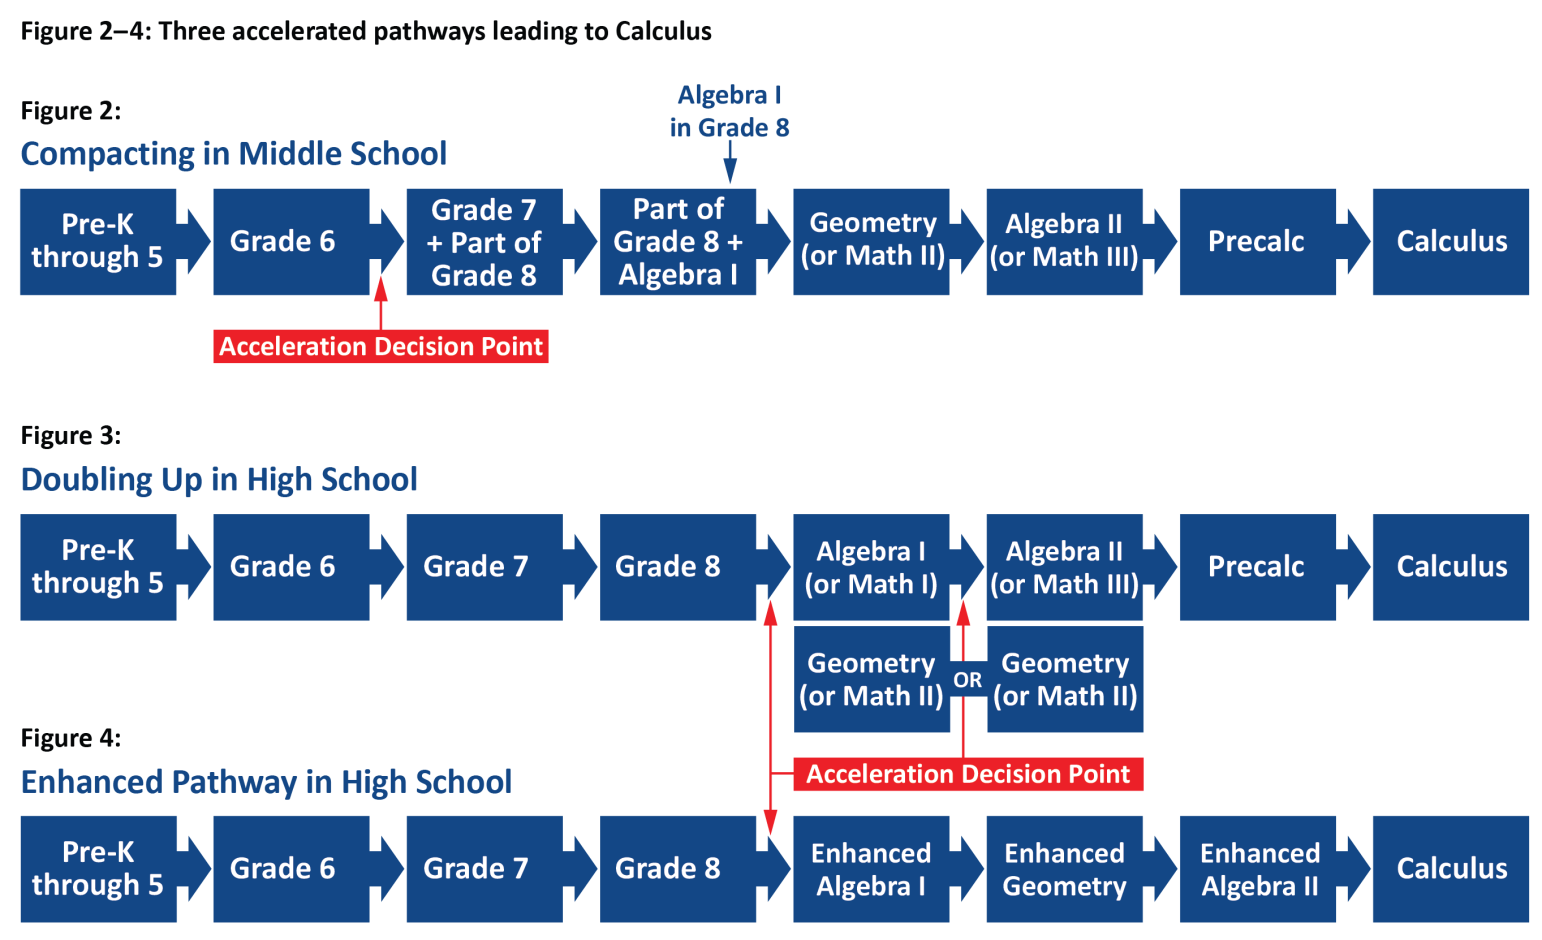 Figure 2–4: Three accelerated pathways leading to Calculus
Figure 2:
Compacting in Middle School
Algebra I
in Grade 8
Pre-K
through 5
Grade 6
Grade 7
+ Part of
Grade 8
Part of
Grade 8 +
Algebra I
Geometry
(or Math II)
Algebra II
(or Math III)
Precalc
Calculus
Acceleration Decision Point
Figure 3:
Doubling Up in High School
Pre-K
through 5
Grade 6
Grade 7
Grade 8
Algebra I
(or Math I)
Algebra II
(or Math III)
Precalc
Calculus
Geometry
(or Math II)
OR
Geometry
(or Math II)
Acceleration Decision Point
Figure 4:
Enhanced Pathway in High School
Pre-K
through 5
Grade 6
Grade 7
Grade 8
Enhanced
Algebra I
Enhanced
Geometry
Enhanced
Algebra II
Calculus